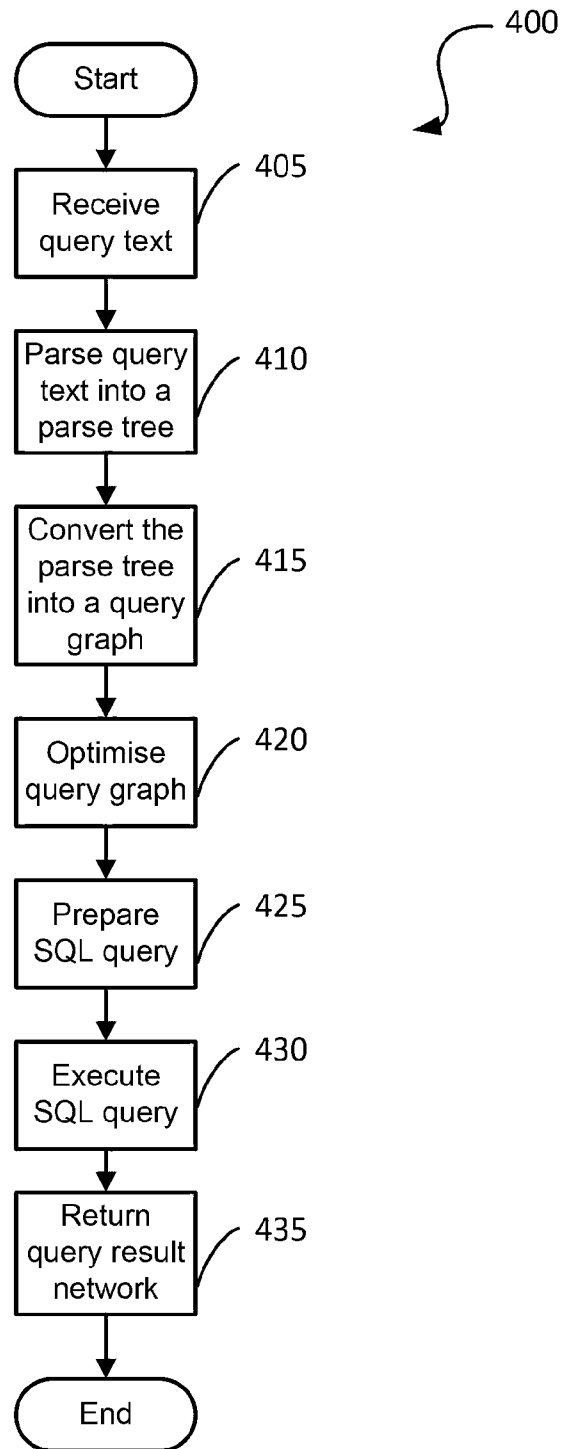 400
Start
405
Receive
query text
410
Parse query
text into a
parse tree
415
Convert the
parse tree
into a query
graph
420
Optimise
query graph
425
Prepare
SQL query
430
Execute
SQL query
435
Return
query result
network
End